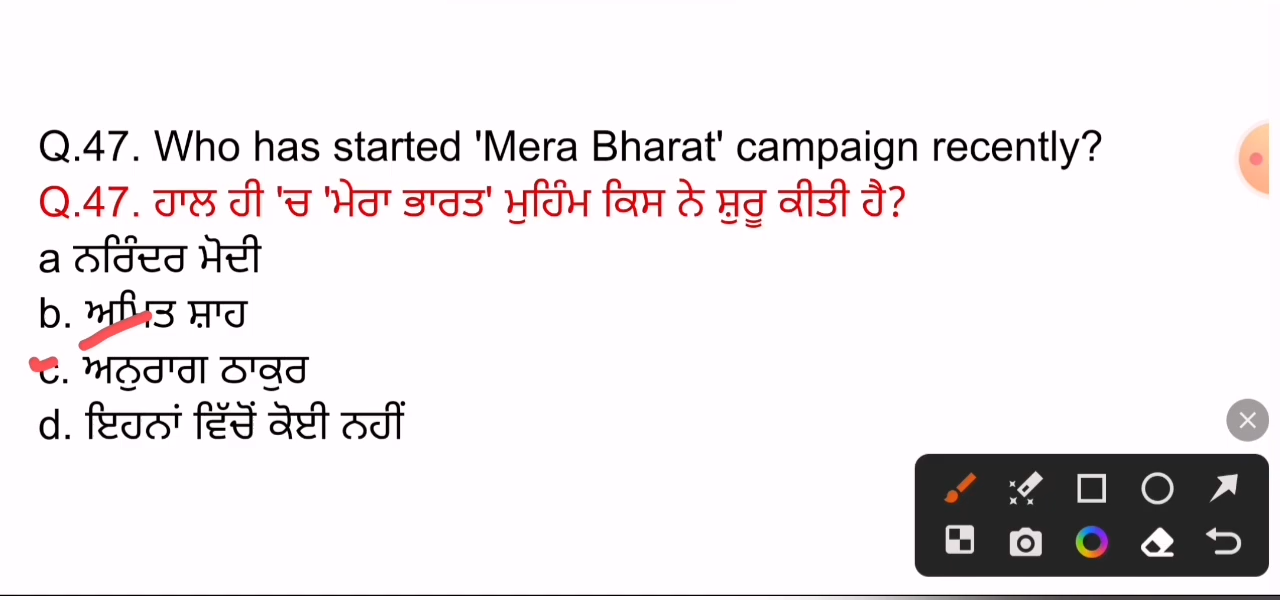 Q.47. Who has started 'Mera Bharat' campaign recently?
Q.47. ਹਾਲ ਹੀ 'ਚ 'ਮੇਰਾ ਭਾਰਤ' ਮੁਹਿੰਮ ਕਿਸ ਨੇ ਸ਼ੁਰੂ ਕੀਤੀ ਹੈ?
a ਨਰਿੰਦਰ ਮੋਦੀ
b. ਅਮਿਤ ਸ਼ਾਹ
c. ਅਨੁਰਾਗ ਠਾਕੁਰ
d. ਇਹਨਾਂ ਵਿੱਚੋਂ ਕੋਈ ਨਹੀਂ